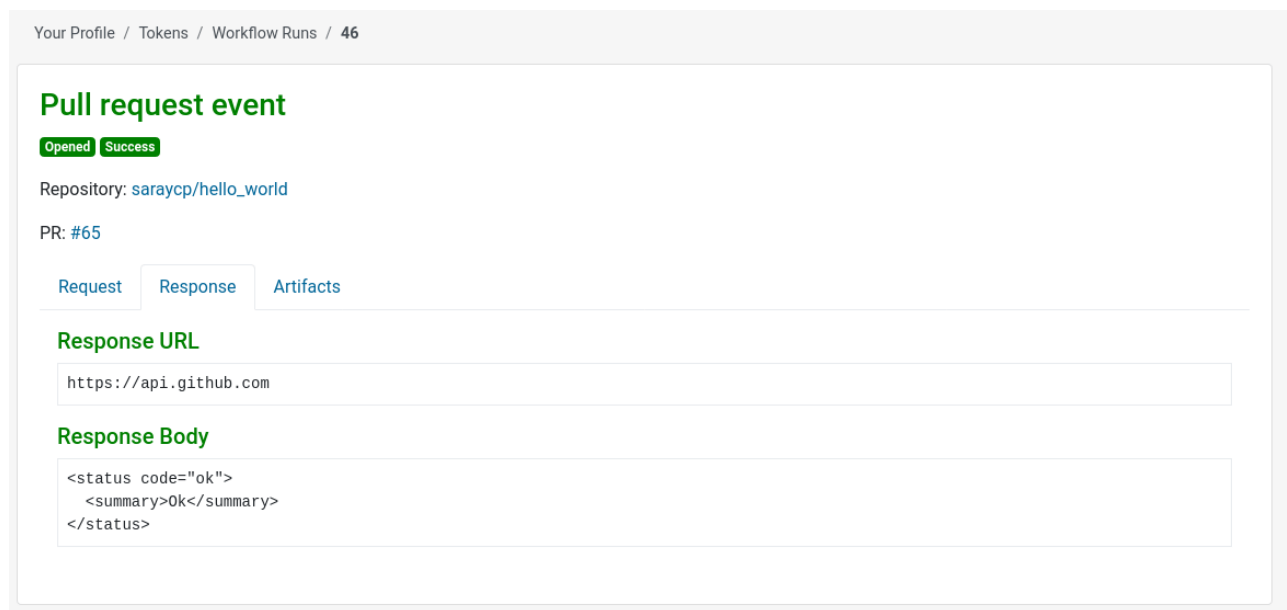 Your Profile / Tokens / Workflow Runs / 46
Pull request event
Opened Success
Repository: saraycp/hello_world
PR: #65
Request Response Artifacts
Response URL
https://api.github.com
Response Body
<status code="ok">
  <summary>Ok</summary>
</status>